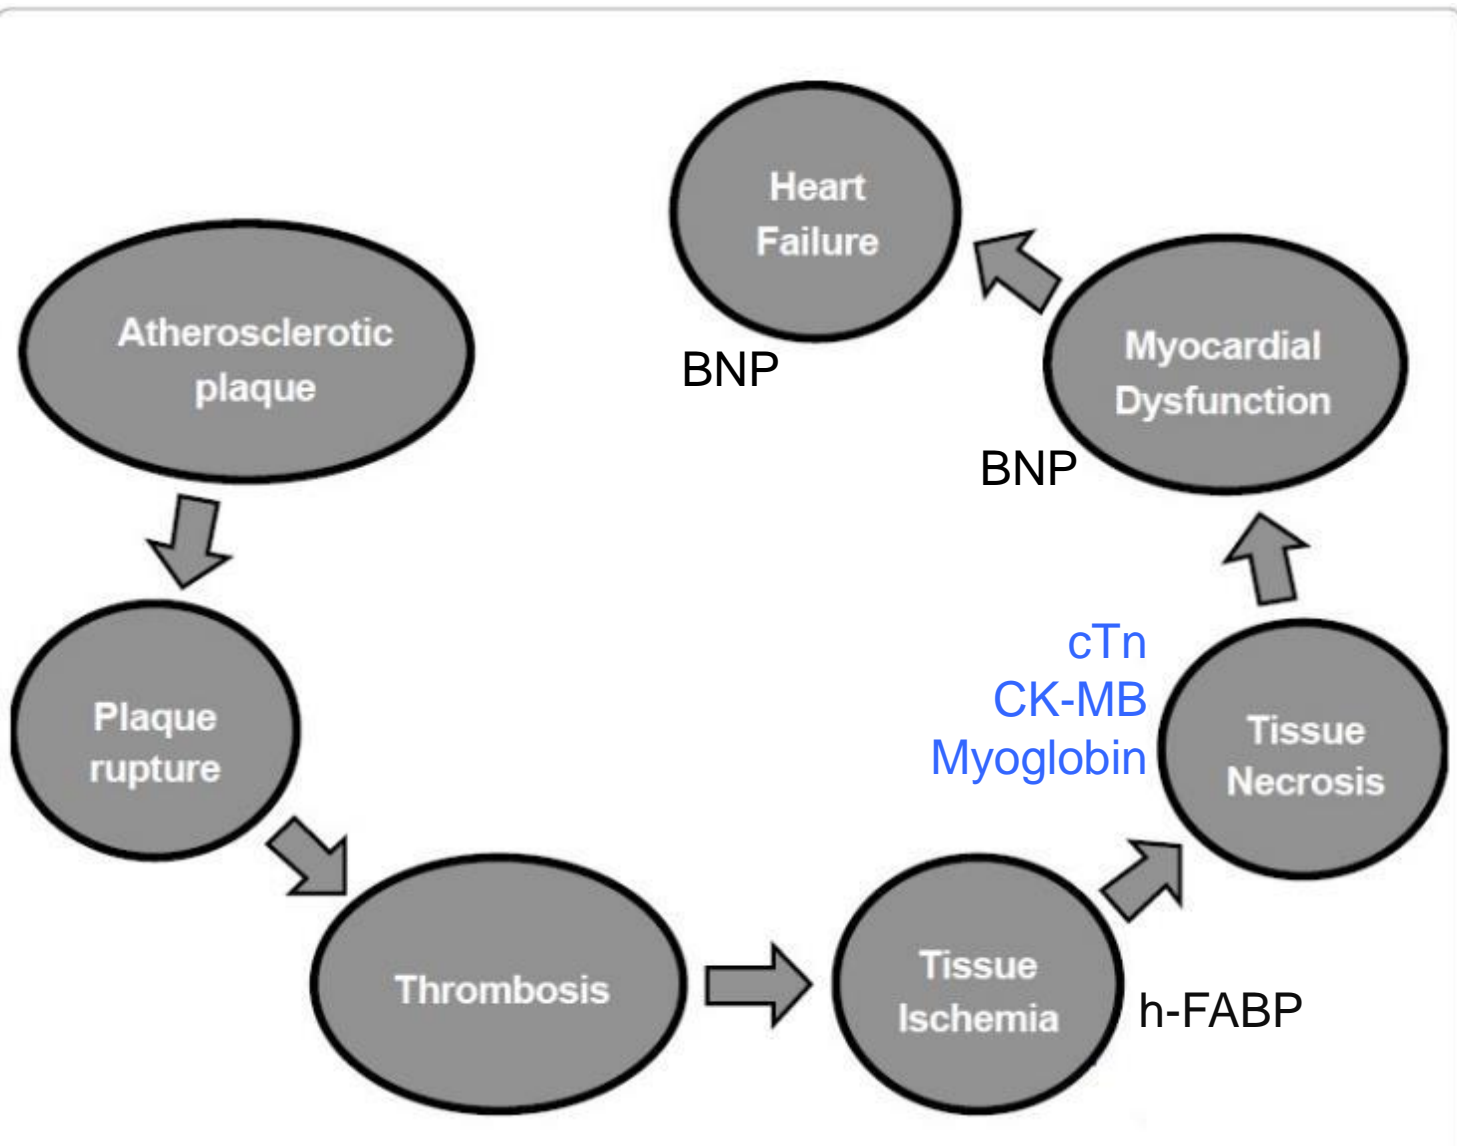 Atherosclerotic
plaque
Plaque
rupture
Thrombosis
Tissue
Ischemia
h-FABP
Tissue
Necrosis
cTn
CK-MB
Myoglobin
Myocardial
Dysfunction
BNP
Heart
Failure
BNP